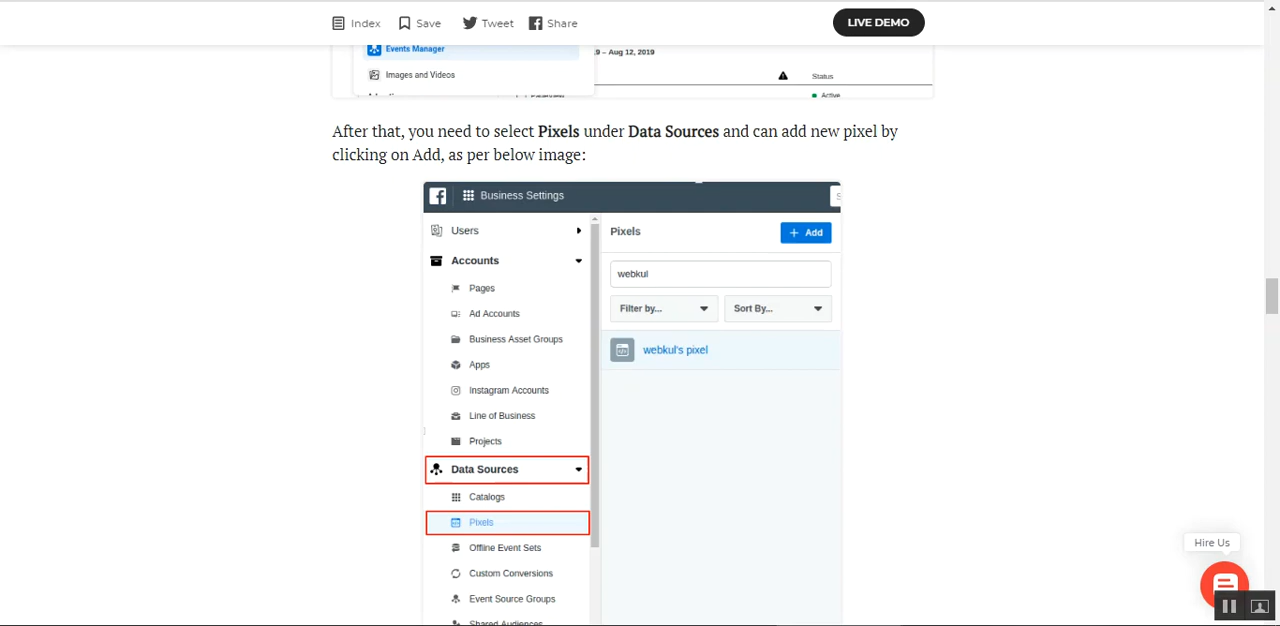 Index Save Tweet Share LIVE DEMO
Events Manager
9 – Aug 12, 2019
Images and Videos
Status
Active
After that, you need to select Pixels under Data Sources and can add new pixel by
clicking on Add, as per below image:
Business Settings
Users
Pixels
+ Add
Accounts
webkul
Pages
Filter by... Sort By...
Ad Accounts
Business Asset Groups
webkul's pixel
Apps
Instagram Accounts
Line of Business
Projects
Data Sources
Catalogs
Pixels
Offline Event Sets
Hire Us
Custom Conversions
Event Source Groups
Shared Audiences